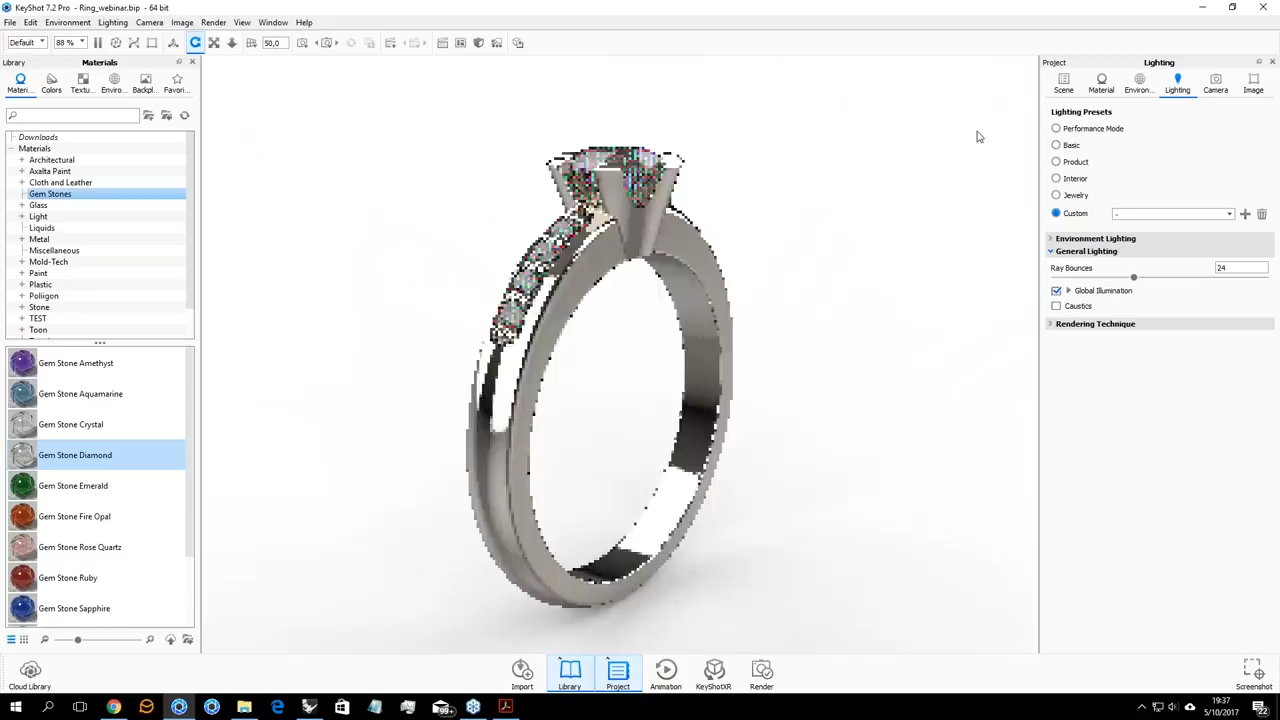 KeyShot 7.2 Pro - Ring_webinar.bip - 64 bit
File Edit Environment Lighting Camera Image Render View Window Help
Default 88 % 50,0
Library Materials
Materi... Colors Textu... Enviro... Backpl... Favori...
Downloads
Materials
Architectural
Axalta Paint
Cloth and Leather
Gem Stones
Glass
Light
Liquids
Metal
Miscellaneous
Mold-Tech
Paint
Plastic
Poliigon
Stone
TEST
Toon
Gem Stone Amethyst
Gem Stone Aquamarine
Gem Stone Crystal
Gem Stone Diamond
Gem Stone Emerald
Gem Stone Fire Opal
Gem Stone Rose Quartz
Gem Stone Ruby
Gem Stone Sapphire
Cloud Library
Import Library Project Animation KeyShotXR Render
Project Lighting
Scene Material Environ... Lighting Camera Image
Lighting Presets
Performance Mode
Basic
Product
Interior
Jewelry
Custom -
Environment Lighting
General Lighting
Ray Bounces 24
Global Illumination
Caustics
Rendering Technique
Screenshot
99+
19:37
5/10/2017
22